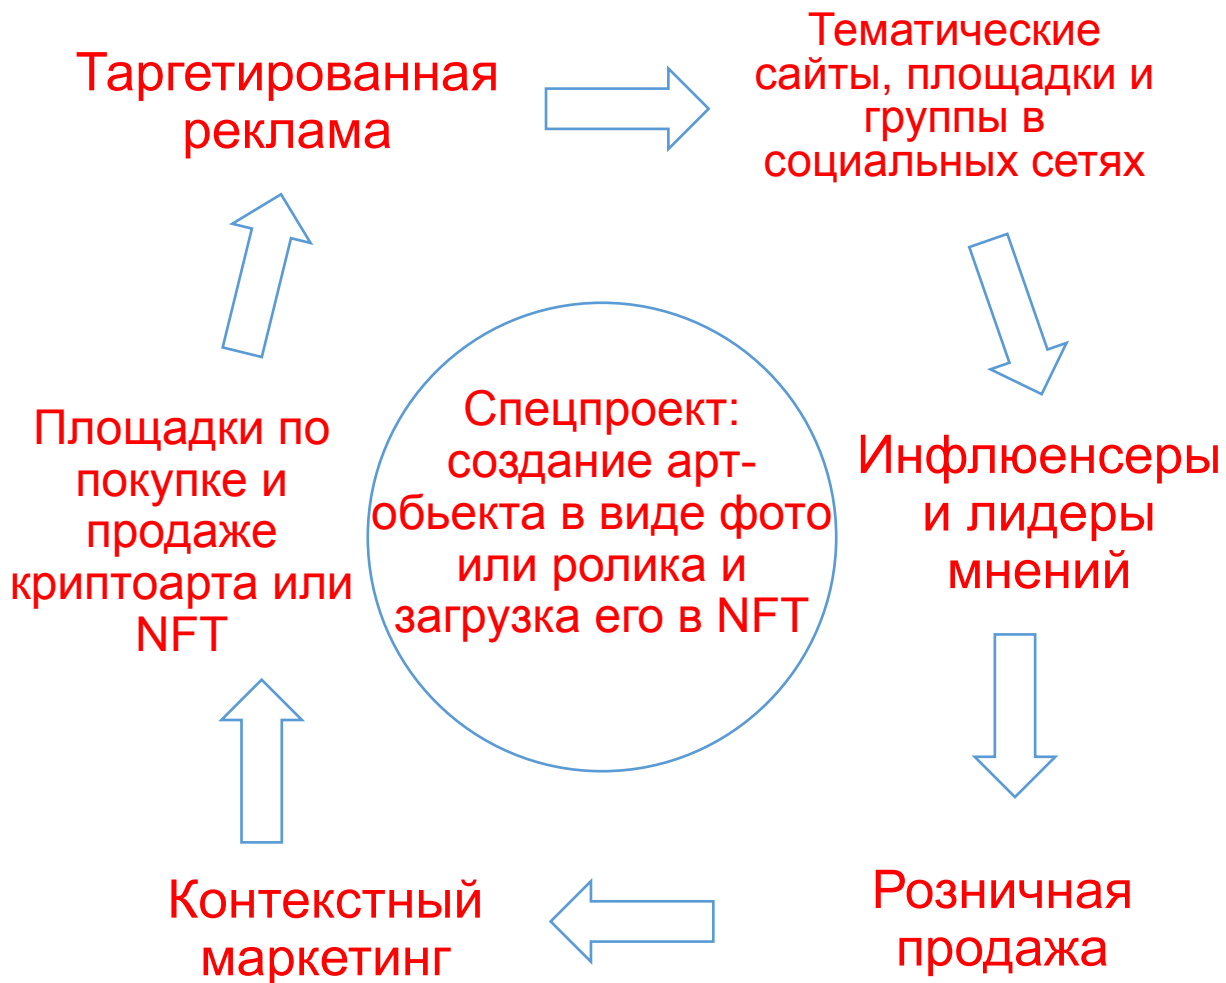 Таргетированная
реклама
Тематические
сайты, площадки и
группы в
социальных сетях
Инфлюенсеры
и лидеры
мнений
Розничная
продажа
Контекстный
маркетинг
Площадки по
покупке и
продаже
криптоарта или
NFT
Спецпроект:
создание арт-
обьекта в виде фото
или ролика и
загрузка его в NFT